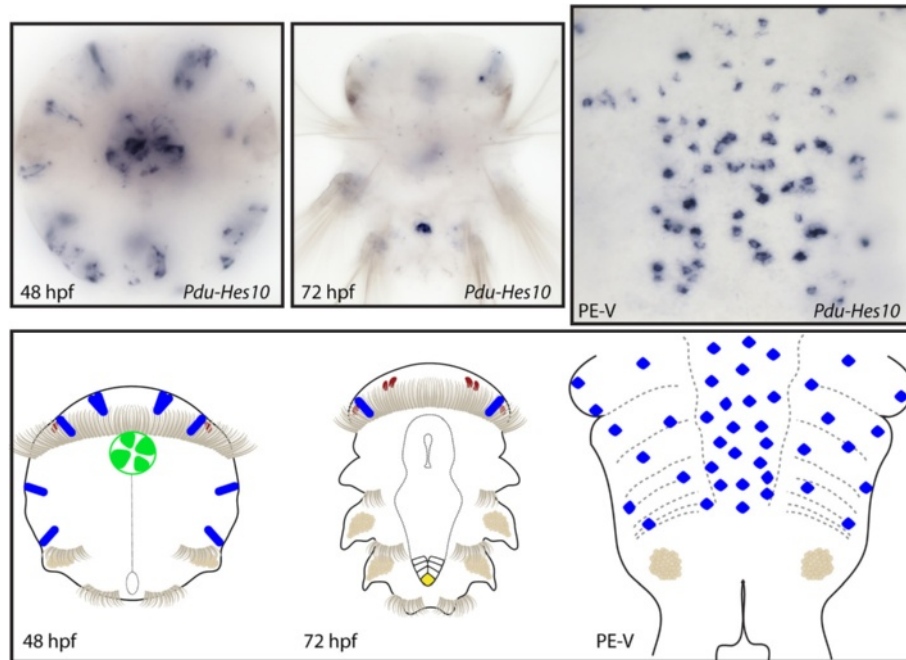 48 hpf
Pdu-Hes10
72 hpf
Pdu-Hes10
PE-V
Pdu-Hes10
48 hpf
72 hpf
PE-V